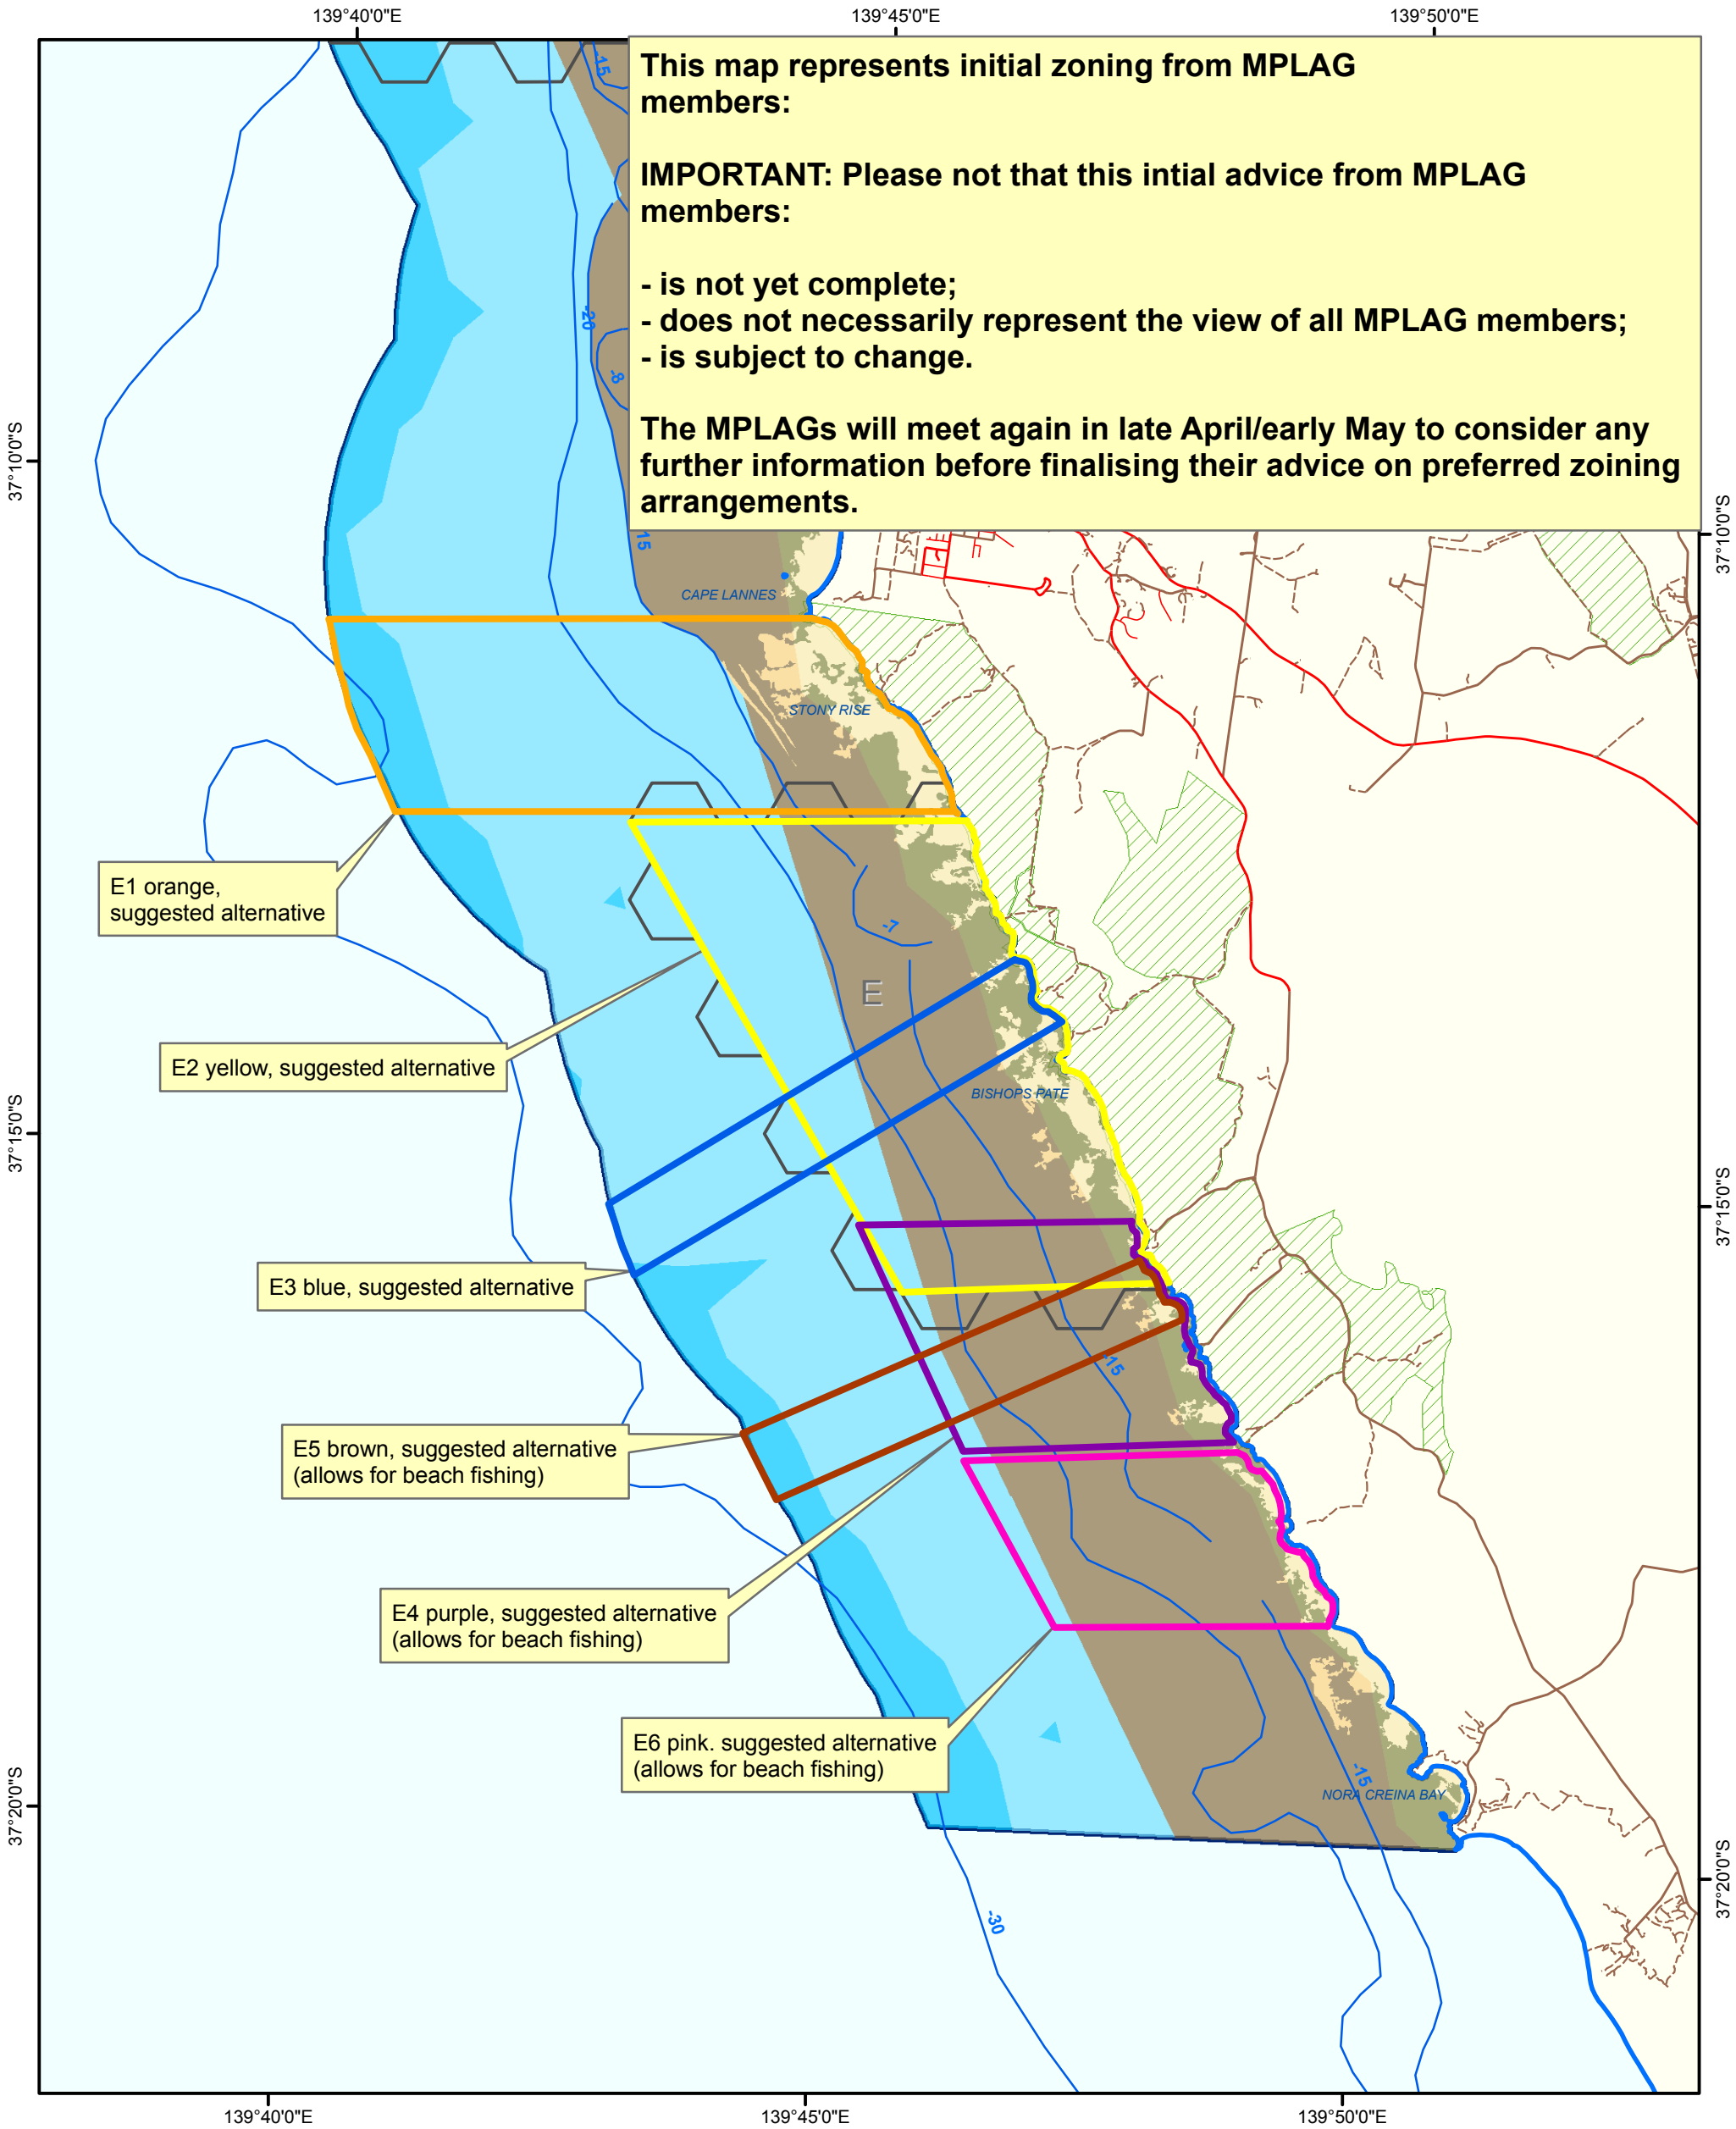 139°40'0"E
139°45'0"E
139°50'0"E
This map represents initial zoning from MPLAG
members:
IMPORTANT: Please not that this intial advice from MPLAG
members:
- is not yet complete;
- does not necessarily represent the view of all MPLAG members;
- is subject to change.
The MPLAGs will meet again in late April/early May to consider any
further information before finalising their advice on preferred zoining
arrangements.
-15
-20
-8
37°10'0"S
37°10'0"S
15
CAPE LANNES
STONY RISE
E1 orange,
suggested alternative
-7
E
E2 yellow, suggested alternative
BISHOPS PATE
37°15'0"S
37°15'0"S
E3 blue, suggested alternative
-15
E5 brown, suggested alternative
(allows for beach fishing)
E4 purple, suggested alternative
(allows for beach fishing)
E6 pink. suggested alternative
(allows for beach fishing)
-15
NORA CREINA BAY
37°20'0"S
37°20'0"S
-30
139°40'0"E
139°45'0"E
139°50'0"E